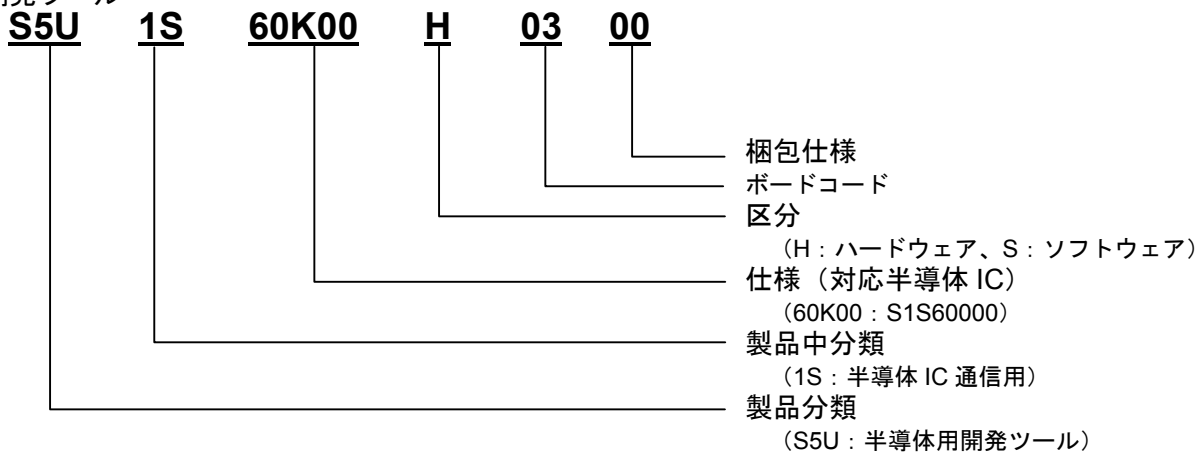 S5U 1S 60K00 H 03 00
梱包仕様
ボードコード
区分
（H：ハードウェア、S：ソフトウェア）
仕様（対応半導体 IC）
（60K00：S1S60000）
製品中分類
（1S：半導体 IC 通信用）
製品分類
（S5U：半導体用開発ツール）